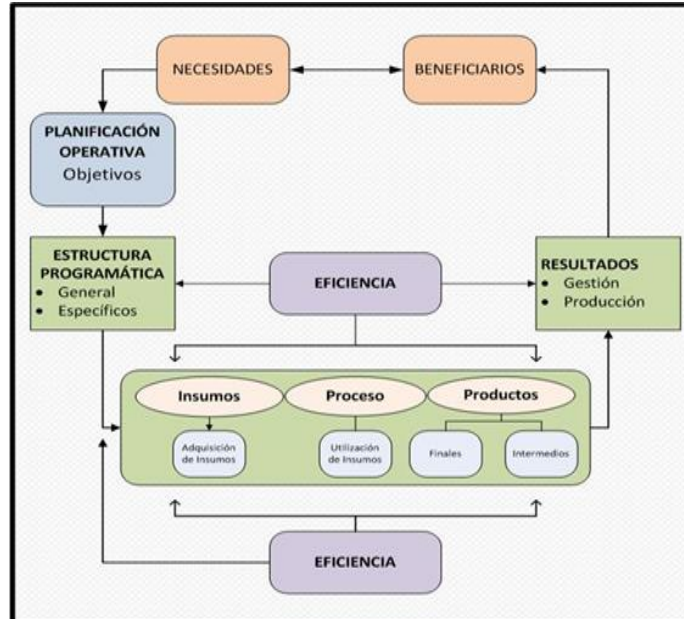 NECESIDADES
BENEFICIARIOS
PLANIFICACIÓN
OPERATIVA
Objetivos
ESTRUCTURA
PROGRAMÁTICA
• General
• Específicos
EFICIENCIA
RESULTADOS
• Gestión
• Producción
Insumos
Proceso
Productos
Adquisición
de Insumos
Utilización
de Insumos
Finales
Intermedios
EFICIENCIA